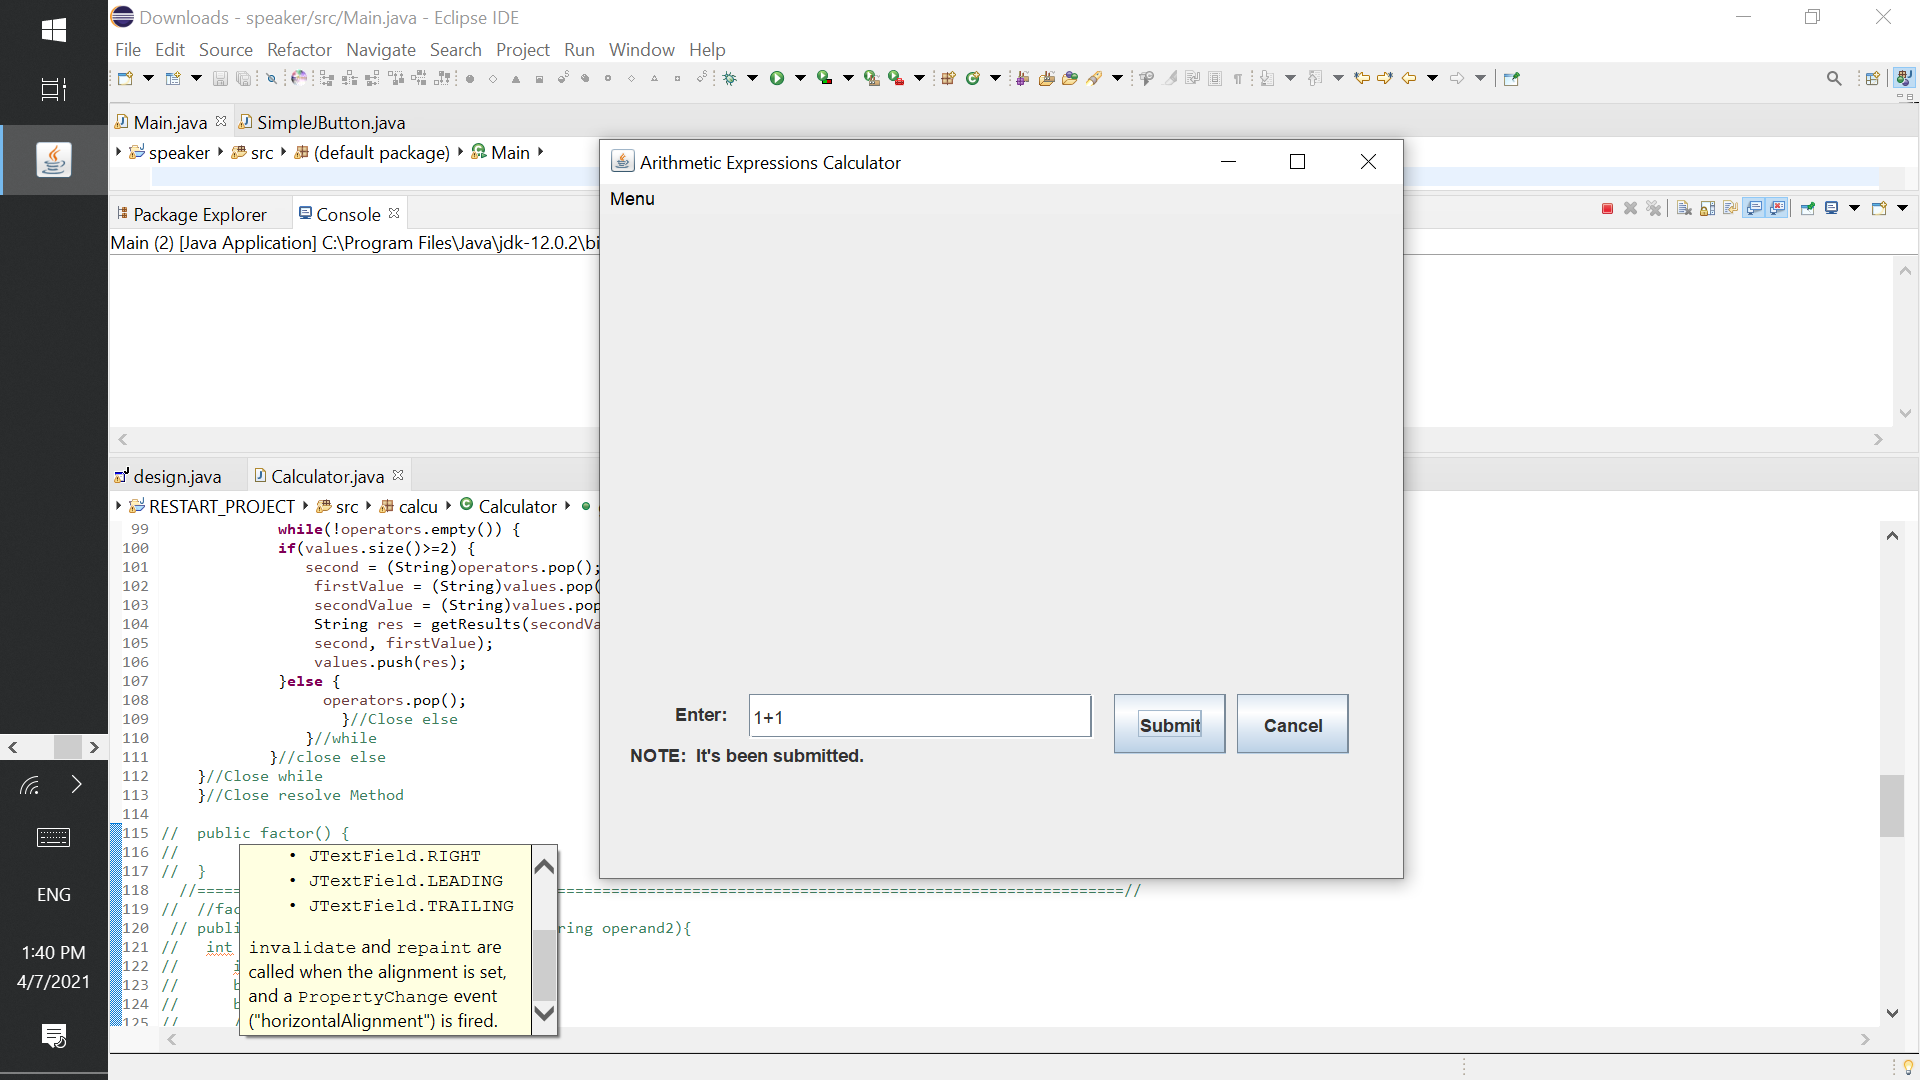 Downloads - speaker/src/Main.java - Eclipse IDE
File Edit Source Refactor Navigate Search Project Run Window Help
Main.java SimpleJButton.java
speaker src (default package) Main
Package Explorer Console
Main (2) [Java Application] C:\Program Files\Java\jdk-12.0.2\bi
Arithmetic Expressions Calculator
Menu
Enter: 1+1 Submit Cancel
NOTE: It's been submitted.
design.java Calculator.java
RESTART_PROJECT src calcu Calculator
99 while(!operators.empty()) {
100 if(values.size()>=2) {
101 second = (String)operators.pop();
102 firstValue = (String)values.pop(
103 secondValue = (String)values.pop
104 String res = getResults(secondVa
105 second, firstValue);
106 values.push(res);
107 }else {
108 operators.pop();
109 }//Close else
110 }//while
111 }//close else
112 }//Close while
113 }//Close resolve Method
114
115 // public factor() {
116 //
117 // }
118 //=====================================================================//
119 // //fac
120 // publi ring operand2){
121 // int
122 // i
123 // b
124 // b
125 //
• JTextField.RIGHT
• JTextField.LEADING
• JTextField.TRAILING
invalidate and repaint are
called when the alignment is set,
and a PropertyChange event
("horizontalAlignment") is fired.
ENG
1:40 PM
4/7/2021